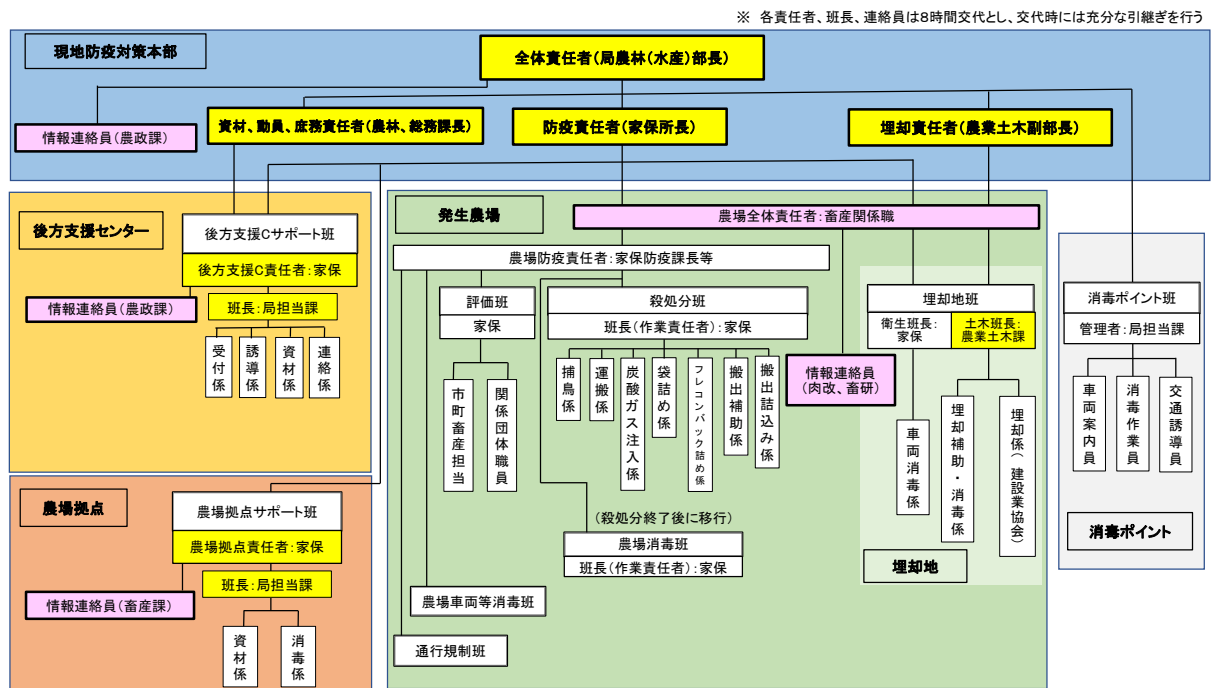 ※ 各責任者、班長、連絡員は8時間交代とし、交代時には充分な引継ぎを行う
現地防疫対策本部
全体責任者(局農林(水産)部長)
情報連絡員(農政課)
資材、動員、庶務責任者(農林、総務課長)
防疫責任者(家保所長)
埋却責任者(農業土木副部長)
後方支援センター
後方支援Cサポート班
後方支援C責任者:家保
情報連絡員(農政課)
班長:局担当課
受付係
誘導係
資材係
連絡係
農場拠点
農場拠点サポート班
農場拠点責任者:家保
班長:局担当課
情報連絡員(畜産課)
資材係
消毒係
発生農場
農場全体責任者:畜産関係職
農場防疫責任者:家保防疫課長等
評価班
家保
市町畜産担当
関係団体職員
殺処分班
班長(作業責任者):家保
捕鳥係
運搬係
炭酸ガス注入係
袋詰め係
フレコンバック詰め係
搬出補助係
搬出詰込み係
情報連絡員
(肉改、畜研)
(殺処分終了後に移行)
農場消毒班
班長(作業責任者):家保
農場車両等消毒班
通行規制班
埋却地班
衛生班長:
家保
土木班長:
農業土木課
車両消毒係
埋却補助・消毒係
埋却係(建設業協会)
埋却地
消毒ポイント班
管理者:局担当課
車両案内員
消毒作業員
交通誘導員
消毒ポイント